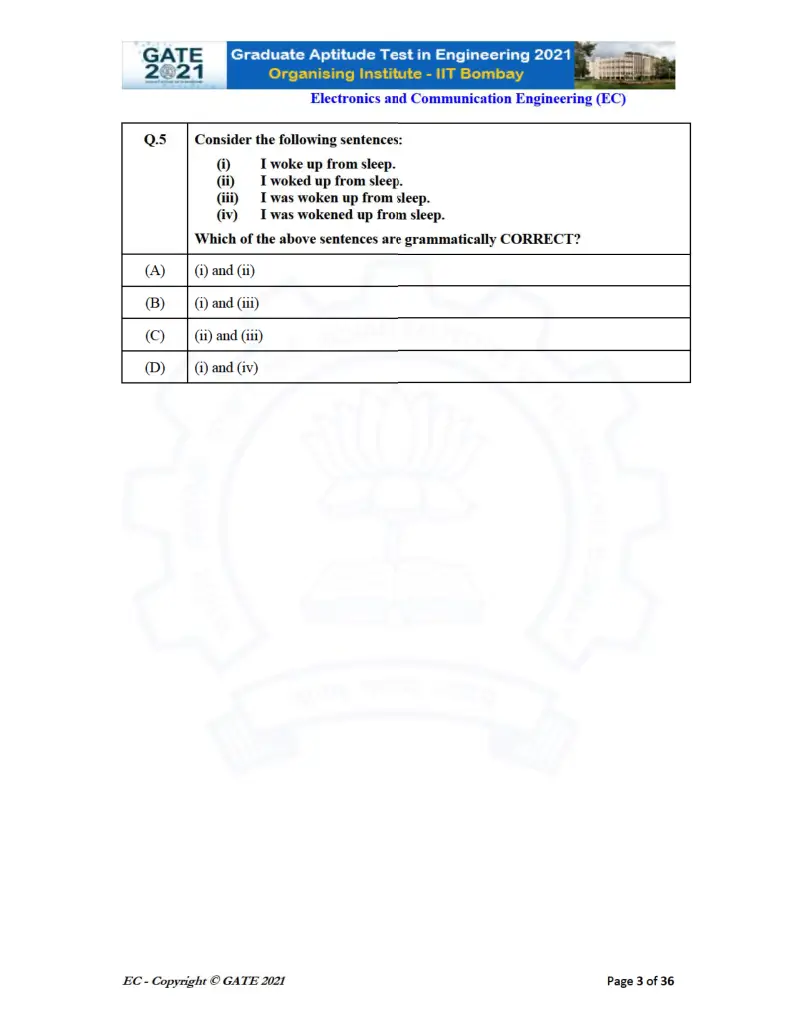 GATE
2021
Graduate Aptitude Test in Engineering 2021
Organising Institute - IIT Bombay
Electronics and Communication Engineering (EC)
Q.5 Consider the following sentences:
(i) I woke up from sleep.
(ii) I woked up from sleep.
(iii) I was woken up from sleep.
(iv) I was wokened up from sleep.
Which of the above sentences are grammatically CORRECT?
(A) (i) and (ii)
(B) (i) and (iii)
(C) (ii) and (iii)
(D) (i) and (iv)
EC - Copyright © GATE 2021 Page 3 of 36